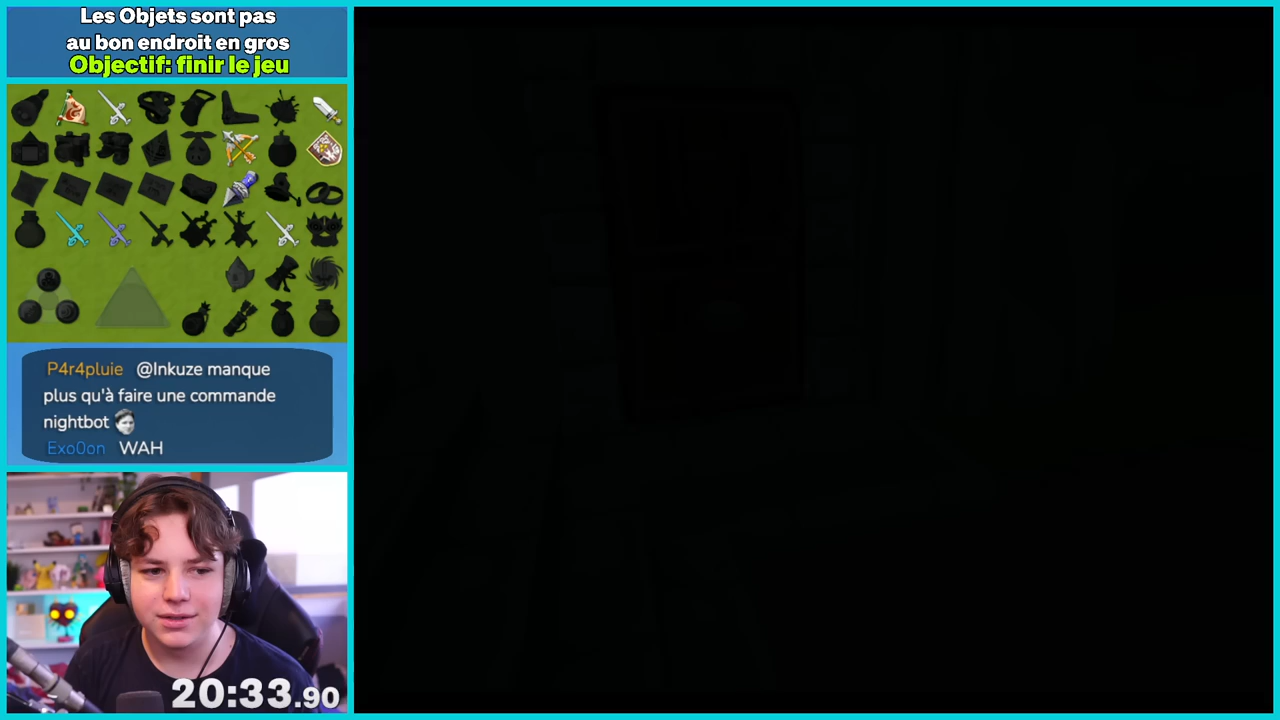 Les Objets sont pas
au bon endroit en gros
Objectif: finir le jeu
P4r4pluie @Inkuze manque
plus qu'à faire une commande
nightbot
Exo0on WAH
20:33.90